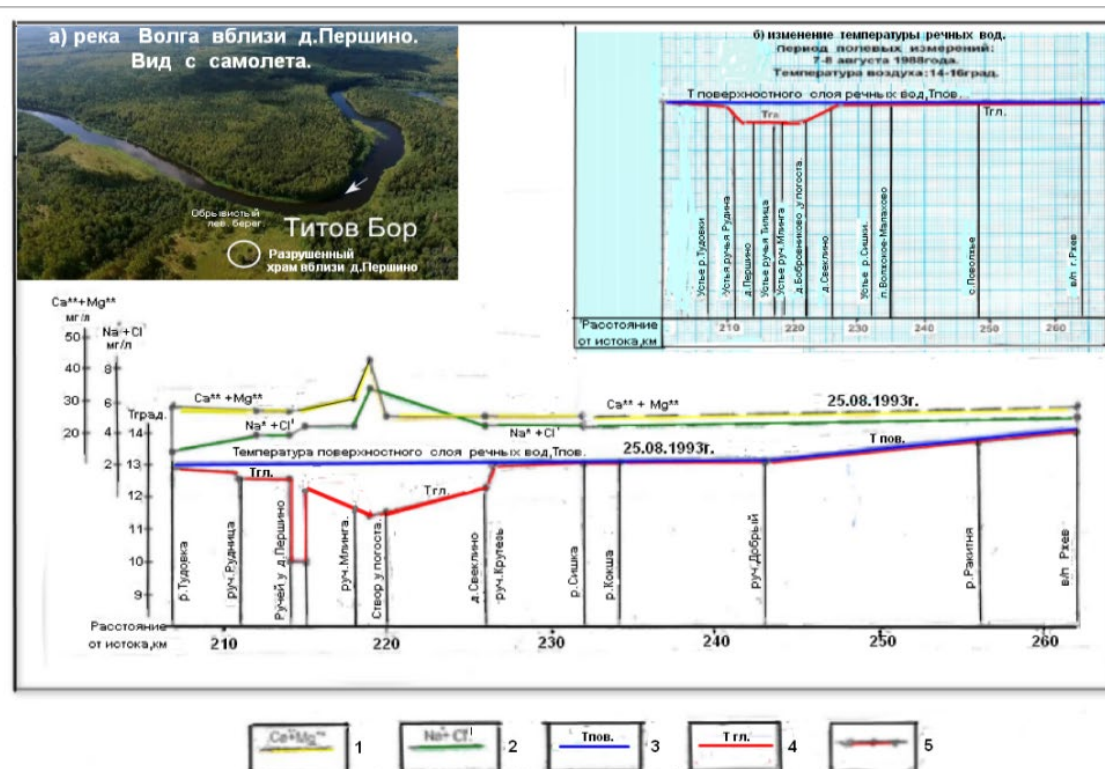 а) река Волга вблизи д.Першино.
Вид с самолета.
Обрывистый
лев. берег.
Титов Бор
Разрушенный
храм вблизи д.Першино
б) изменение температуры речных вод.
Период полевых измерений:
7-8 августа 1988года.
Температура воздуха:14-16град.
Т поверхностного слоя речных вод,Тпов.
Тгл.
Тгл.
Устье р.Тудовки
Устья ручья Рудина
д.Першино
Устье ручья Тилица
Устье руч.Млинга
д.Бобровниково ,у погоста.
д.Свеклино
Устье р.Сишки.
п.Волжское-Малахово
с.Поволжье
в/п г.Ржев
Расстояние
от истока,км
210
220
230
240
250
260
Ca** +Mg**
мг/л
50
40
30
20
Na* +Cl'
мг/л
8
6
4
2
Тград.
14
13
12
11
10
9
Ca** +Mg**
Na* +Cl'
Ca** + Mg**
25.08.1993г.
Na* +Cl'
Температура поверхностного слоя речных вод,Тпов.
25.08.1993г.
Т пов.
Тгл.
Тгл.
р.Тудовка
руч.Рудница
Ручей у д.Першино
руч.Млинга.
Створ у погоста.
д.Свеклино
руч.Крутезь
р.Сишка
р.Кокша
руч.Добрый
р.Ракитня
в/п Ржев
Расстояние
от истока,км
210
220
230
240
250
260
Ca**+Mg** 1
Na*+Cl' 2
Тпов. 3
Т гл. 4
5